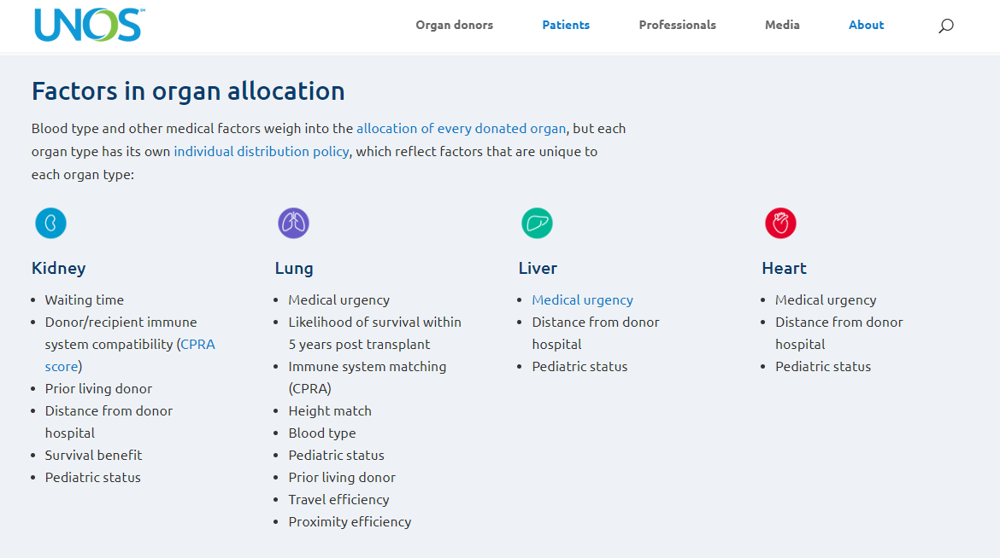 UNOS SM
Organ donors
Patients
Professionals
Media
About
Factors in organ allocation
Blood type and other medical factors weigh into the allocation of every donated organ, but each
organ type has its own individual distribution policy, which reflect factors that are unique to
each organ type:
Kidney
• Waiting time
• Donor/recipient immune
system compatibility (CPRA
score)
• Prior living donor
• Distance from donor
hospital
• Survival benefit
• Pediatric status
Lung
• Medical urgency
• Likelihood of survival within
5 years post transplant
• Immune system matching
(CPRA)
• Height match
• Blood type
• Pediatric status
• Prior living donor
• Travel efficiency
• Proximity efficiency
Liver
• Medical urgency
• Distance from donor
hospital
• Pediatric status
Heart
• Medical urgency
• Distance from donor
hospital
• Pediatric status